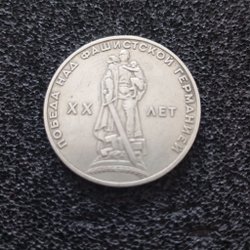 ПОБЕДА НАД ФАШИСТСКОЙ ГЕРМАНИЕЙ
XX ЛЕТ